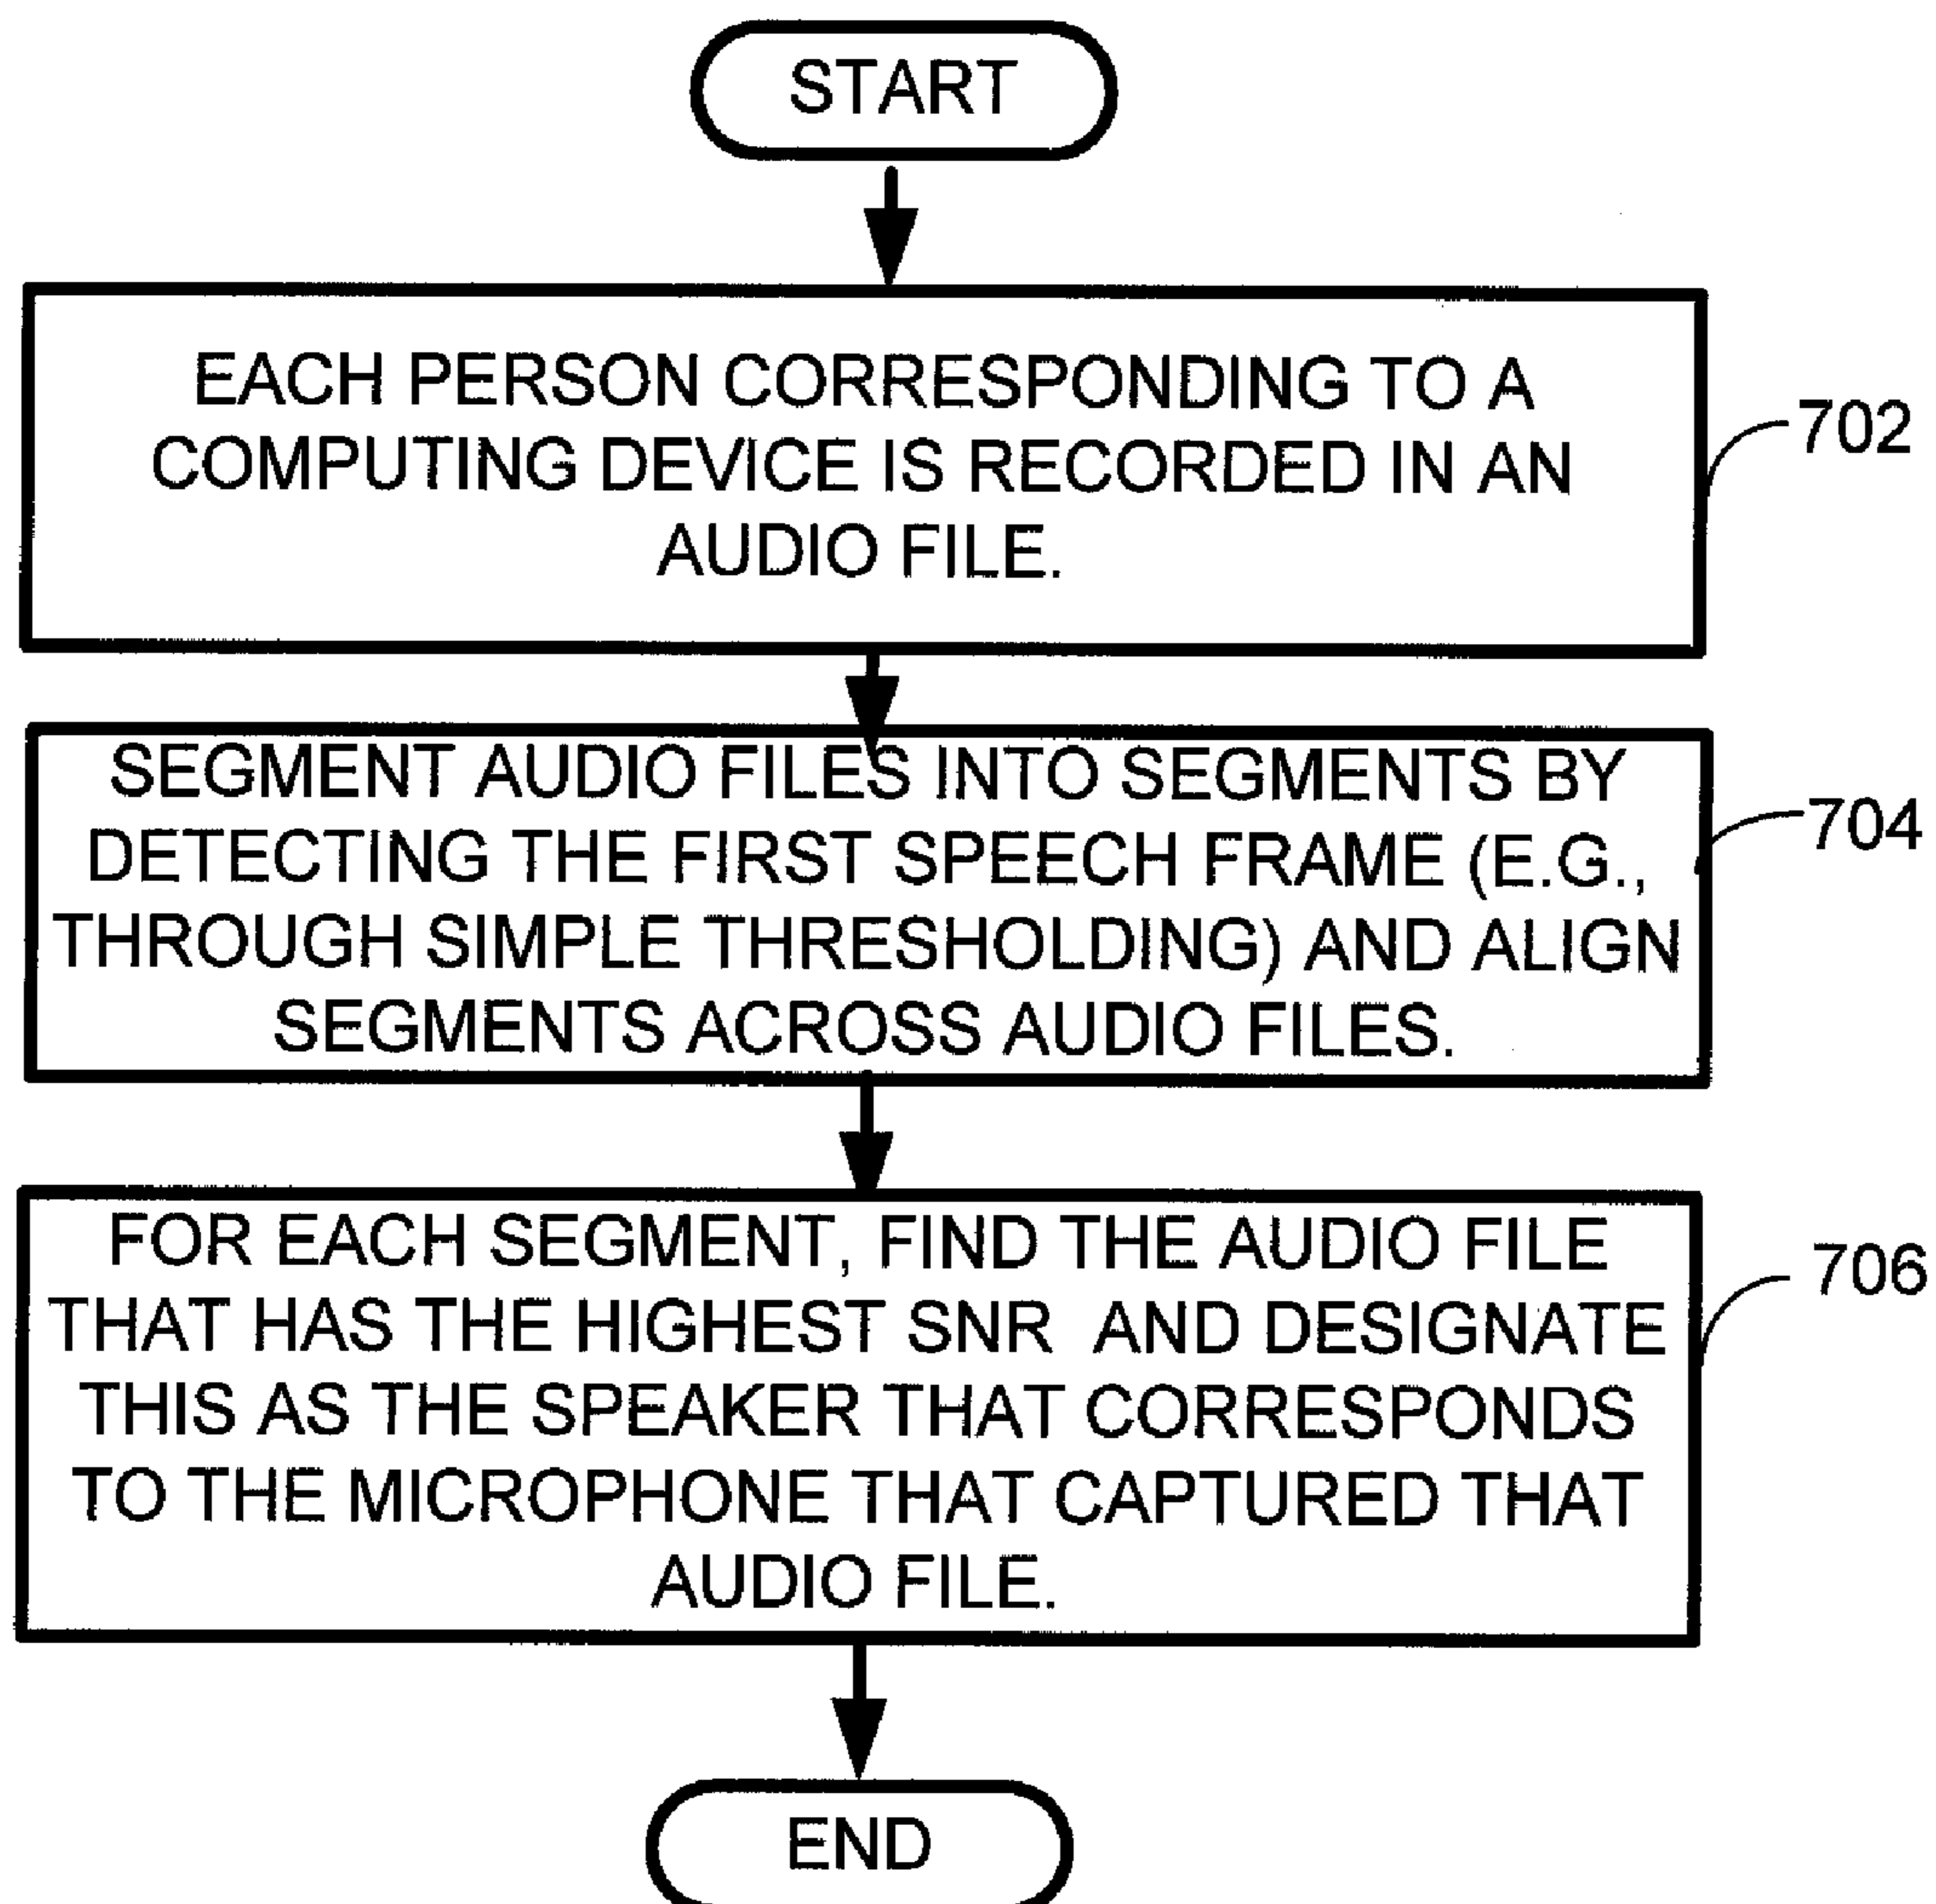 START
EACH PERSON CORRESPONDING TO A
COMPUTING DEVICE IS RECORDED IN AN
AUDIO FILE.
702
SEGMENT AUDIO FILES INTO SEGMENTS BY
DETECTING THE FIRST SPEECH FRAME (E.G.,
THROUGH SIMPLE THRESHOLDING) AND ALIGN
SEGMENTS ACROSS AUDIO FILES.
704
FOR EACH SEGMENT, FIND THE AUDIO FILE
THAT HAS THE HIGHEST SNR AND DESIGNATE
THIS AS THE SPEAKER THAT CORRESPONDS
TO THE MICROPHONE THAT CAPTURED THAT
AUDIO FILE.
706
END